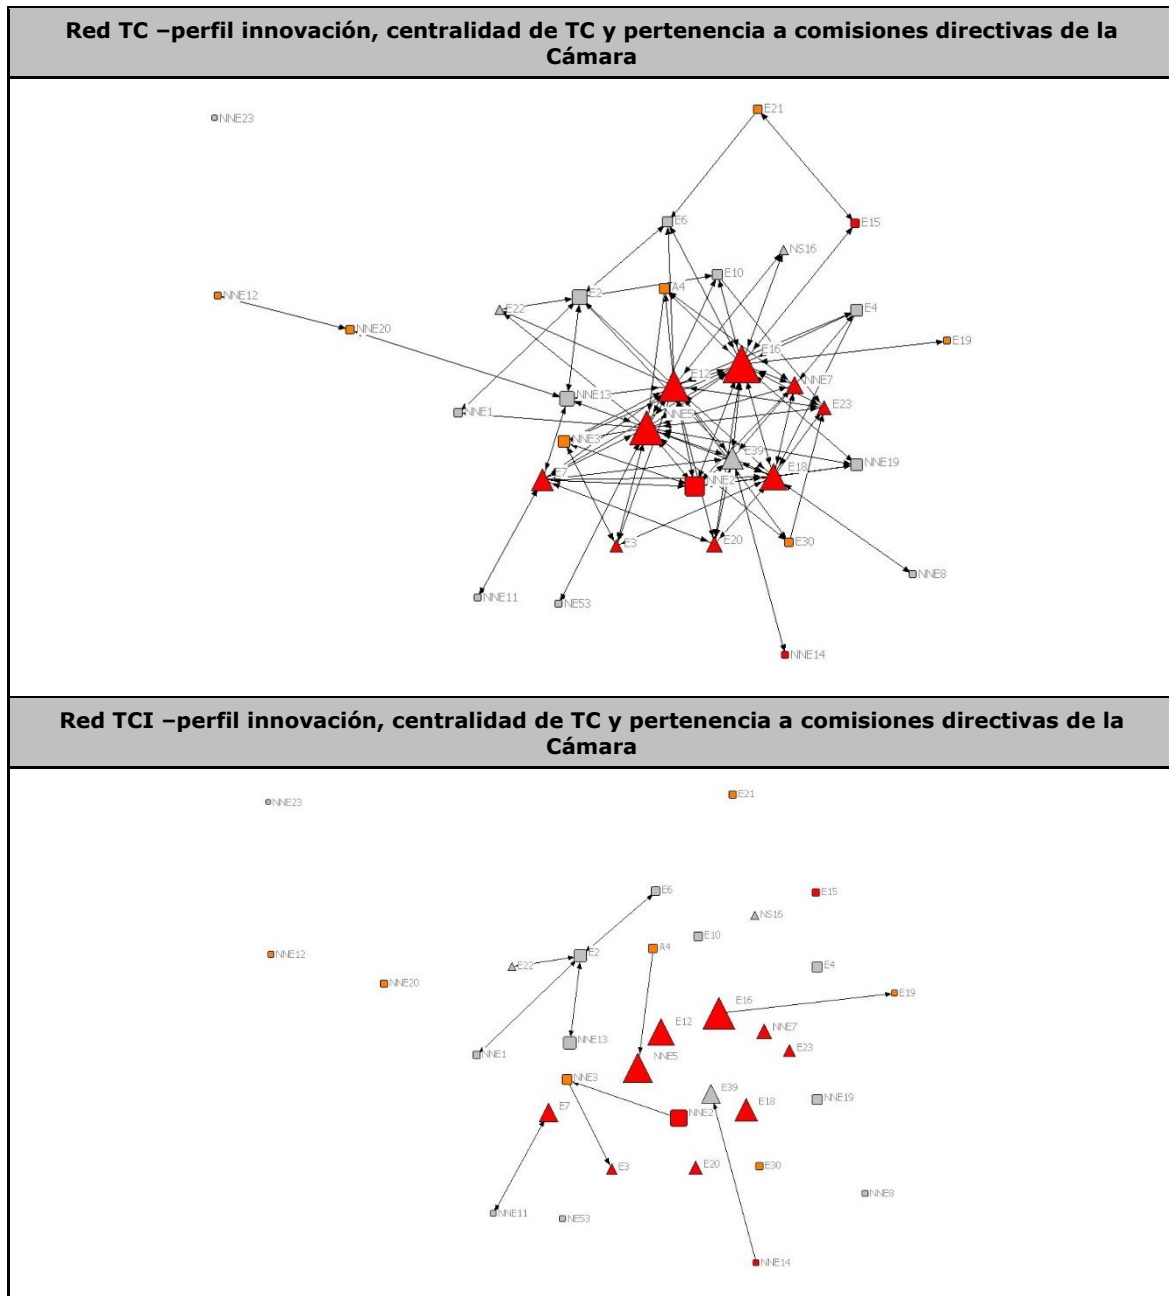 Red TC –perfil innovación, centralidad de TC y pertenencia a comisiones directivas de la
Cámara
E21
NNE23
E6
E15
NS16
E10
E2
A4
NNE12
E22
E4
NNE20
E19
E16
E12
NNE7
NNE13
E23
NNE1
NNE5
NNE3
E39
NNE19
E7
NNE2
E18
E3
E20
E30
NNE8
NNE11
NE53
NNE14
Red TCI –perfil innovación, centralidad de TC y pertenencia a comisiones directivas de la
Cámara
E21
NNE23
E6
E15
NS16
E10
A4
E2
NNE12
E22
E4
NNE20
E19
E16
E12
NNE7
NNE13
E23
NNE1
NNE5
NNE3
E39
NNE19
E7
NNE2
E18
E3
E20
E30
NNE8
NNE11
NE53
NNE14